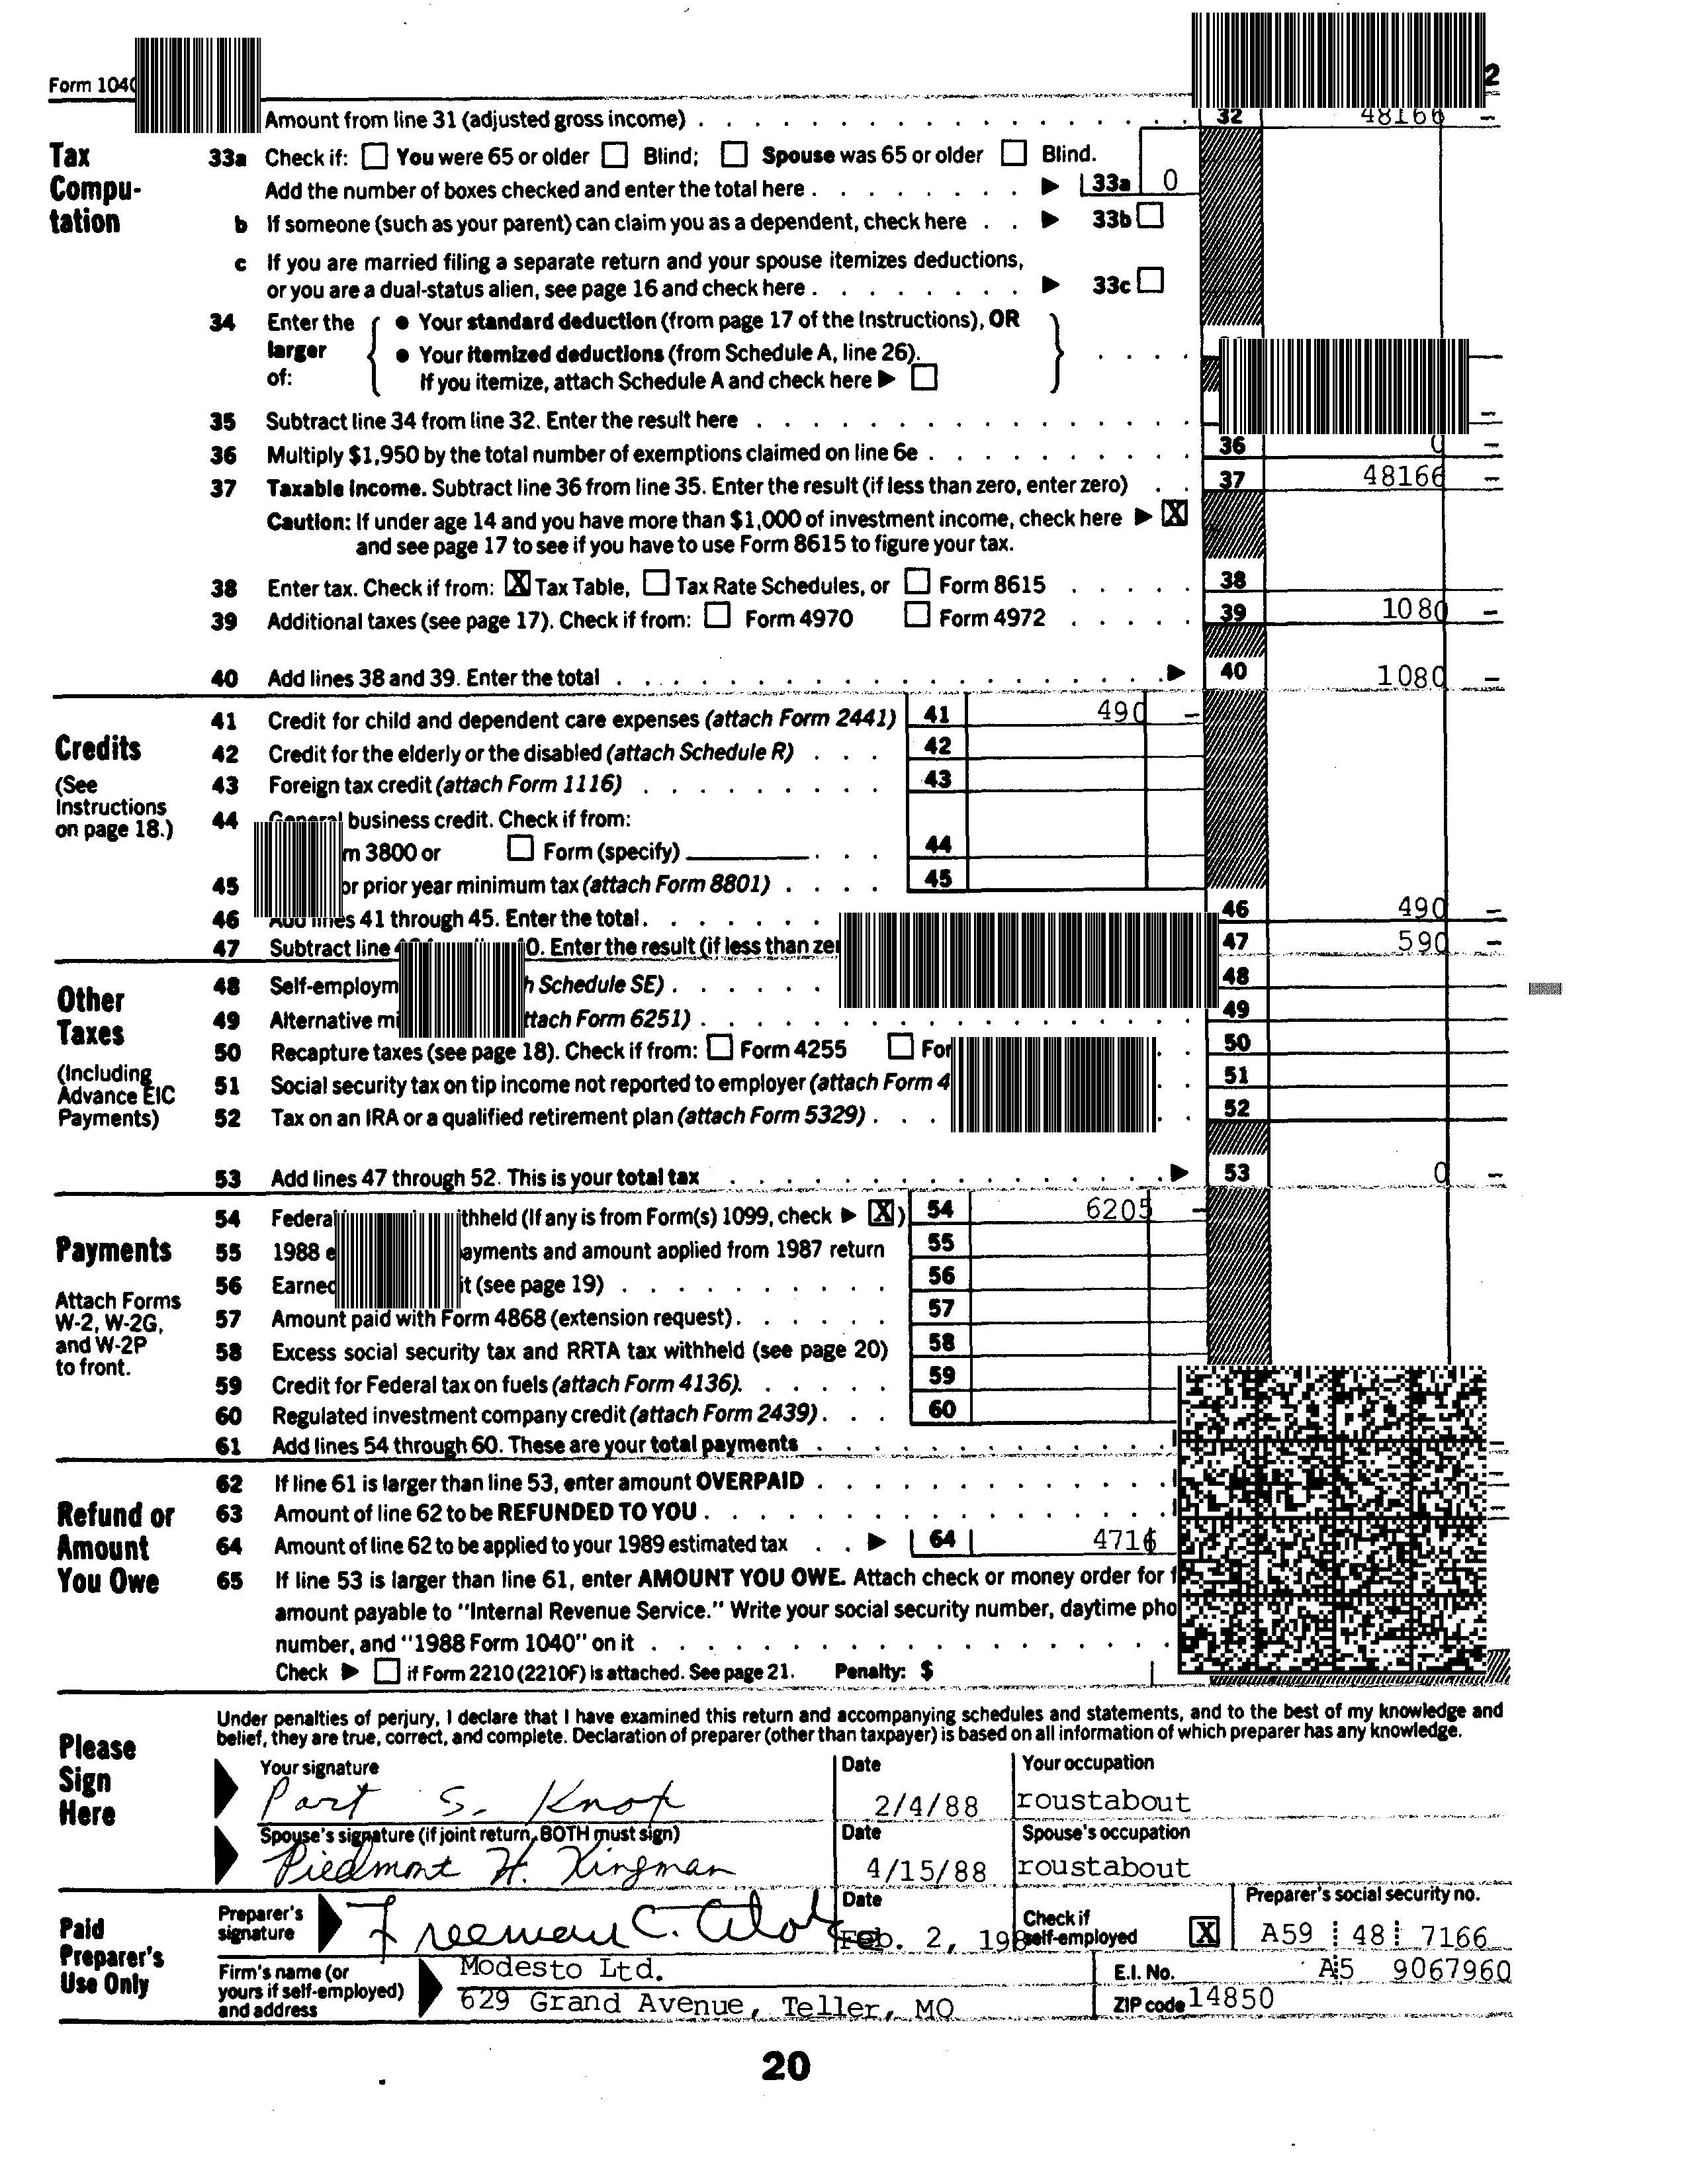 Form 104
2
Amount from line 31 (adjusted gross income) . . . . 32 48166 –
Tax Computation
33a Check if: ☐ You were 65 or older ☐ Blind; ☐ Spouse was 65 or older ☐ Blind.
Add the number of boxes checked and enter the total here . . . . ▶ 33a 0
b If someone (such as your parent) can claim you as a dependent, check here . . ▶ 33b ☐
c If you are married filing a separate return and your spouse itemizes deductions,
or you are a dual-status alien, see page 16 and check here . . . . ▶ 33c ☐
34 Enter the larger of:
● Your standard deduction (from page 17 of the Instructions), OR
● Your itemized deductions (from Schedule A, line 26).
If you itemize, attach Schedule A and check here ▶ ☐
35 Subtract line 34 from line 32. Enter the result here . . . . –
36 Multiply $1,950 by the total number of exemptions claimed on line 6e . . . . 36 0 –
37 Taxable income. Subtract line 36 from line 35. Enter the result (if less than zero, enter zero) . . 37 48166 –
Caution: If under age 14 and you have more than $1,000 of investment income, check here ▶ ☒
and see page 17 to see if you have to use Form 8615 to figure your tax.
38 Enter tax. Check if from: ☒ Tax Table, ☐ Tax Rate Schedules, or ☐ Form 8615 . . . . 38
39 Additional taxes (see page 17). Check if from: ☐ Form 4970 ☐ Form 4972 . . . . 39 1080 –
40 Add lines 38 and 39. Enter the total . . . . ▶ 40 1080 –
Credits
(See Instructions on page 18.)
41 Credit for child and dependent care expenses (attach Form 2441) 41 490 –
42 Credit for the elderly or the disabled (attach Schedule R) . . . 42
43 Foreign tax credit (attach Form 1116) . . . . 43
44 General business credit. Check if from:
m 3800 or ☐ Form (specify) . . . 44
45 or prior year minimum tax (attach Form 8801) . . . . 45
46 Add lines 41 through 45. Enter the total . . . . 46 490 –
47 Subtract line 0. Enter the result (if less than ze 47 590 –
Other Taxes
(Including Advance EIC Payments)
48 Self-employm h Schedule SE) . . . . 48
49 Alternative mi ttach Form 6251) . . . . 49
50 Recapture taxes (see page 18). Check if from: ☐ Form 4255 ☐ For . . 50
51 Social security tax on tip income not reported to employer (attach Form 4 . . 51
52 Tax on an IRA or a qualified retirement plan (attach Form 5329) . . . 52
53 Add lines 47 through 52. This is your total tax . . . . ▶ 53 0 –
Payments
Attach Forms W-2, W-2G, and W-2P to front.
54 Federa ithheld (If any is from Form(s) 1099, check ▶ ☒) 54 6205 –
55 1988 e ayments and amount applied from 1987 return 55
56 Earned it (see page 19) . . . . 56
57 Amount paid with Form 4868 (extension request) . . . . 57
58 Excess social security tax and RRTA tax withheld (see page 20) 58
59 Credit for Federal tax on fuels (attach Form 4136). . . . . 59
60 Regulated investment company credit (attach Form 2439) . . . 60
61 Add lines 54 through 60. These are your total payments . . . . –
Refund or Amount You Owe
62 If line 61 is larger than line 53, enter amount OVERPAID . . . . –
63 Amount of line 62 to be REFUNDED TO YOU . . . . –
64 Amount of line 62 to be applied to your 1989 estimated tax . . ▶ 64 4716
65 If line 53 is larger than line 61, enter AMOUNT YOU OWE. Attach check or money order for f
amount payable to "Internal Revenue Service." Write your social security number, daytime pho
number, and "1988 Form 1040" on it . . . .
Check ▶ ☐ if Form 2210 (2210F) is attached. See page 21. Penalty: $
Please Sign Here
Under penalties of perjury, I declare that I have examined this return and accompanying schedules and statements, and to the best of my knowledge and
belief, they are true, correct, and complete. Declaration of preparer (other than taxpayer) is based on all information of which preparer has any knowledge.
Your signature Date Your occupation
Part S. Knof 2/4/88 roustabout
Spouse's signature (if joint return, BOTH must sign) Date Spouse's occupation
Piedmont H. Kingman 4/15/88 roustabout
Paid Preparer's Use Only
Preparer's signature Date Check if self-employed ☒ Preparer's social security no.
Freeman C. Feb. 2, 198 A59 48 7166
Firm's name (or yours if self-employed) and address
Modesto Ltd. E.I. No. A5 9067960
629 Grand Avenue, Teller, MO ZIP code 14850
20